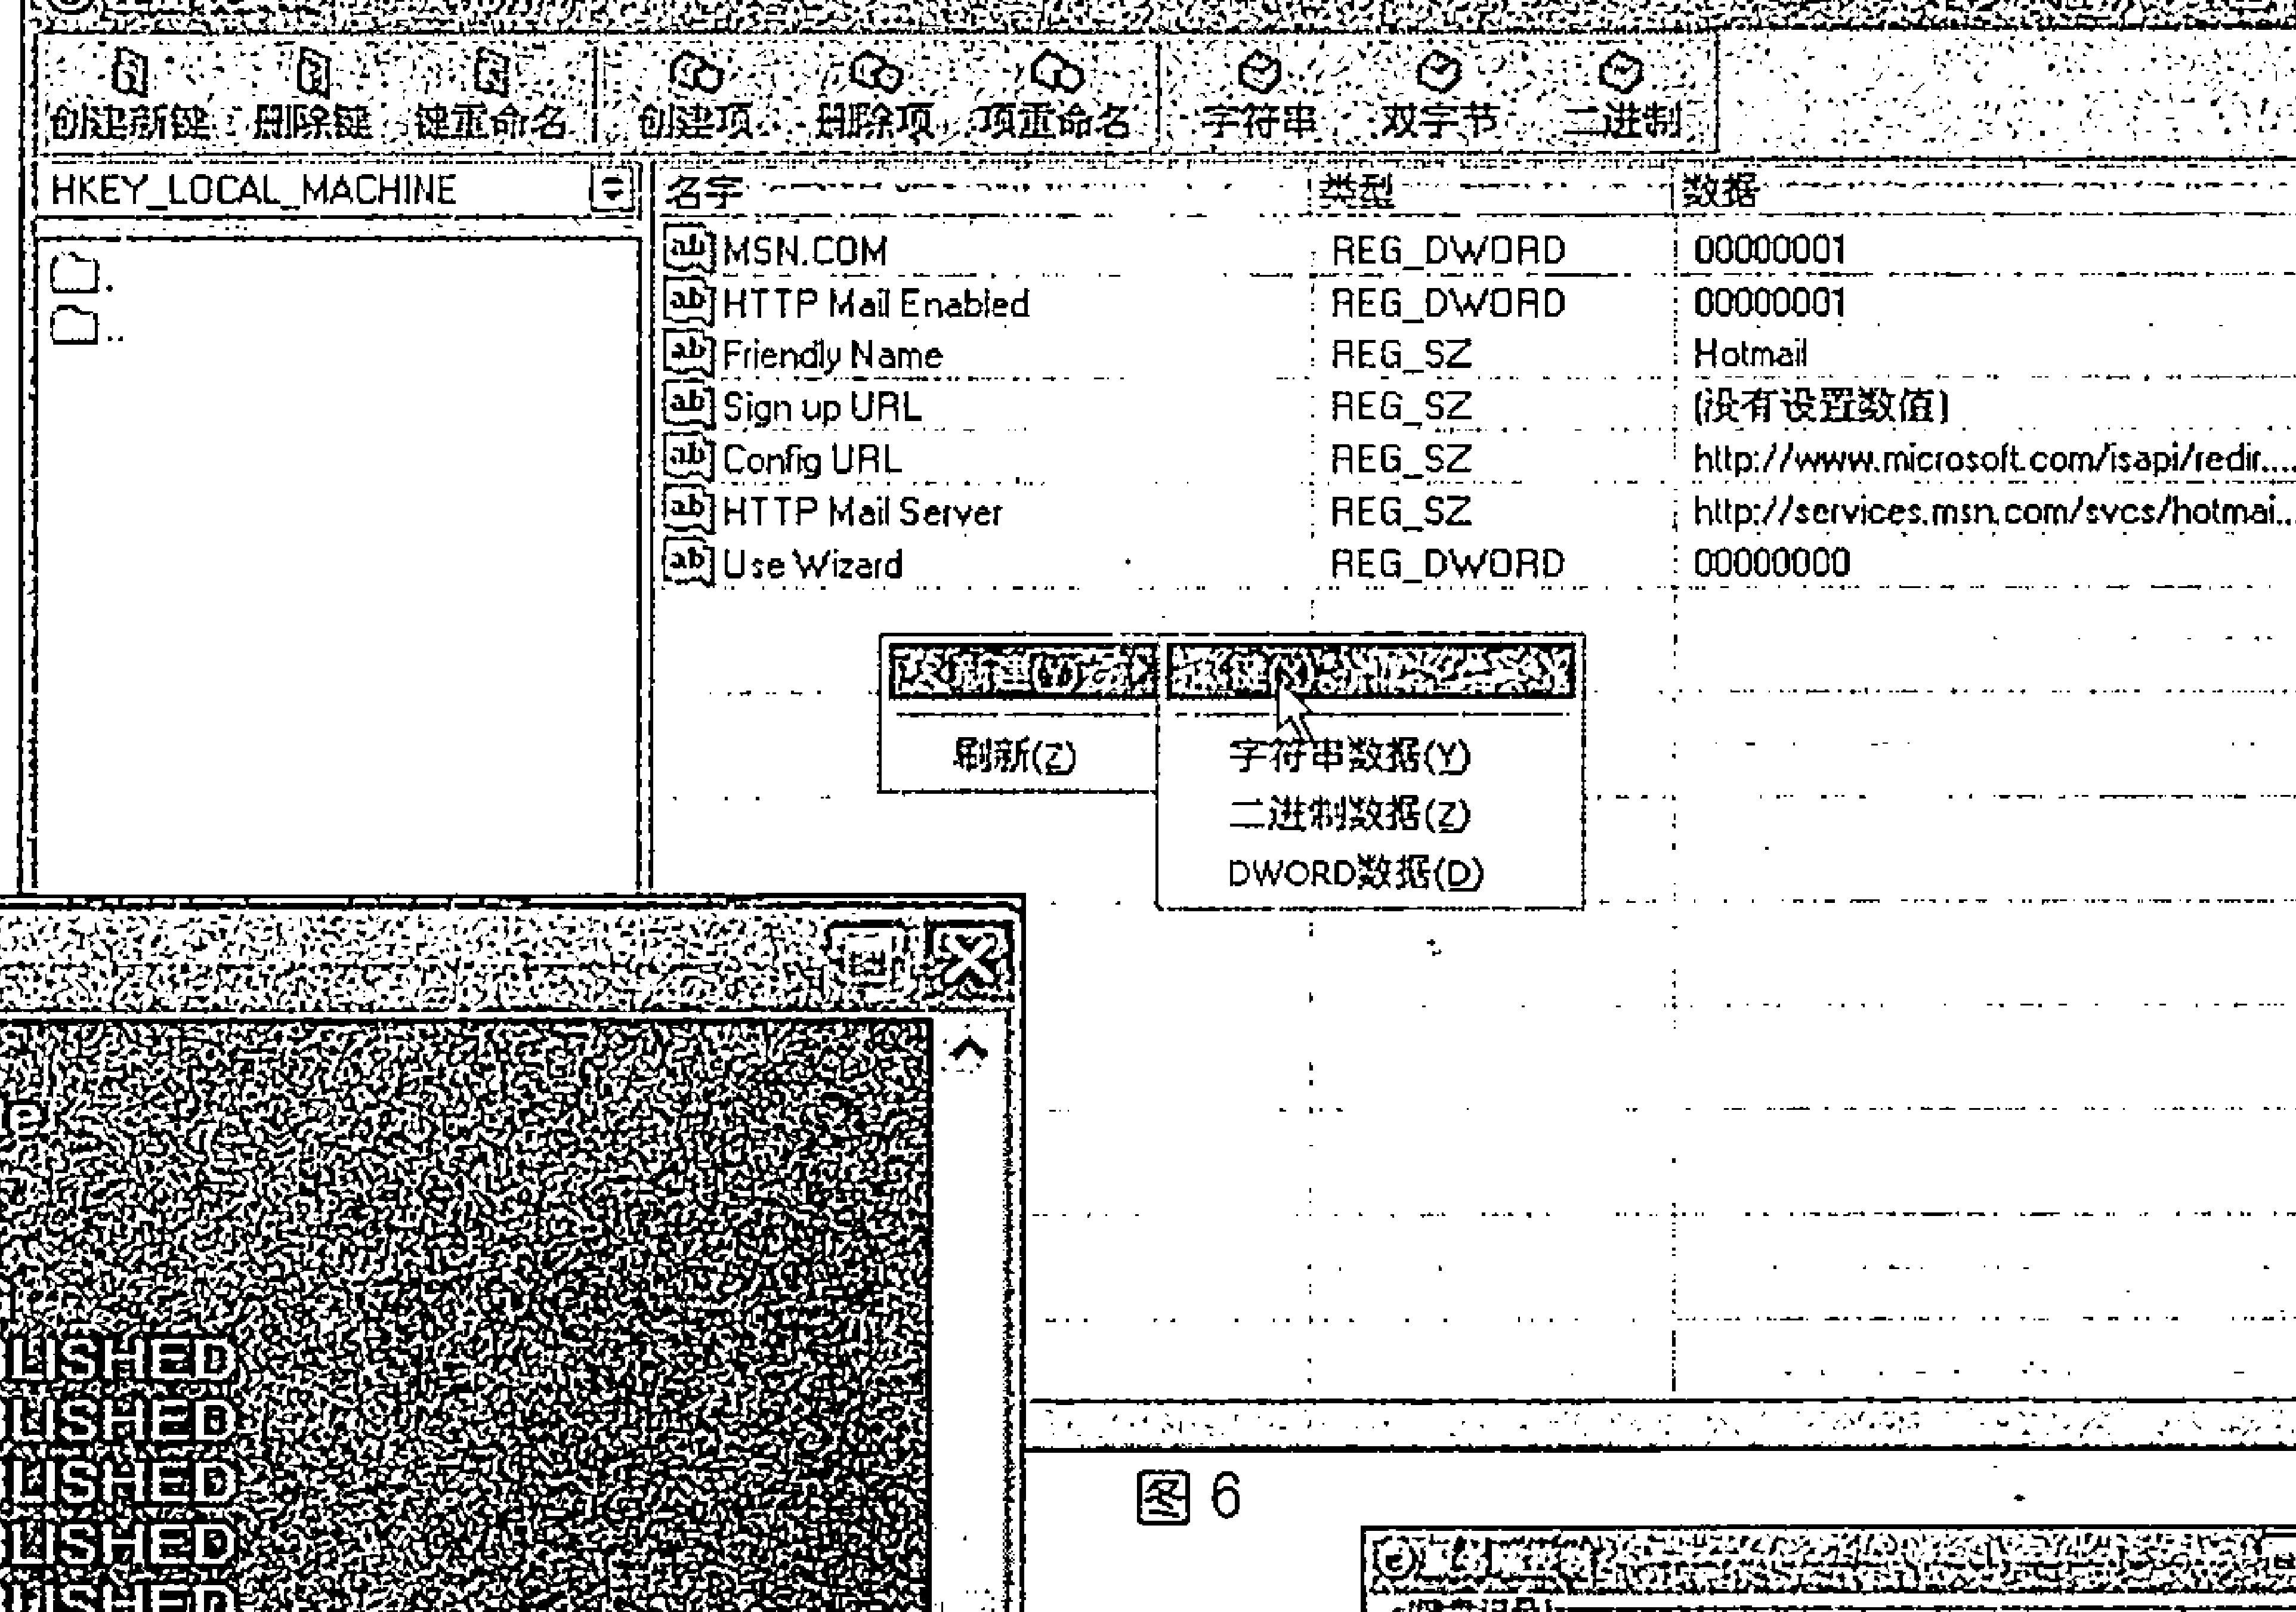 创建新键 删除键 键重命名 创建项 删除项 项重命名 字符串 双字节 二进制
HKEY_LOCAL_MACHINE 名字 类型 数据
. MSN.COM REG_DWORD 00000001
.. HTTP Mail Enabled REG_DWORD 00000001
Friendly Name REG_SZ Hotmail
Sign up URL REG_SZ (没有设置数值)
Config URL REG_SZ http://www.microsoft.com/isapi/redir....
HTTP Mail Server REG_SZ http://services.msn.com/svcs/hotmai...
Use Wizard REG_DWORD 00000000
新建(Y) 键(X)
刷新(Z) 字符串数据(Y)
二进制数据(Z)
DWORD数据(D)
e
LISHED
LISHED
LISHED
LISHED
LISHED
图 6